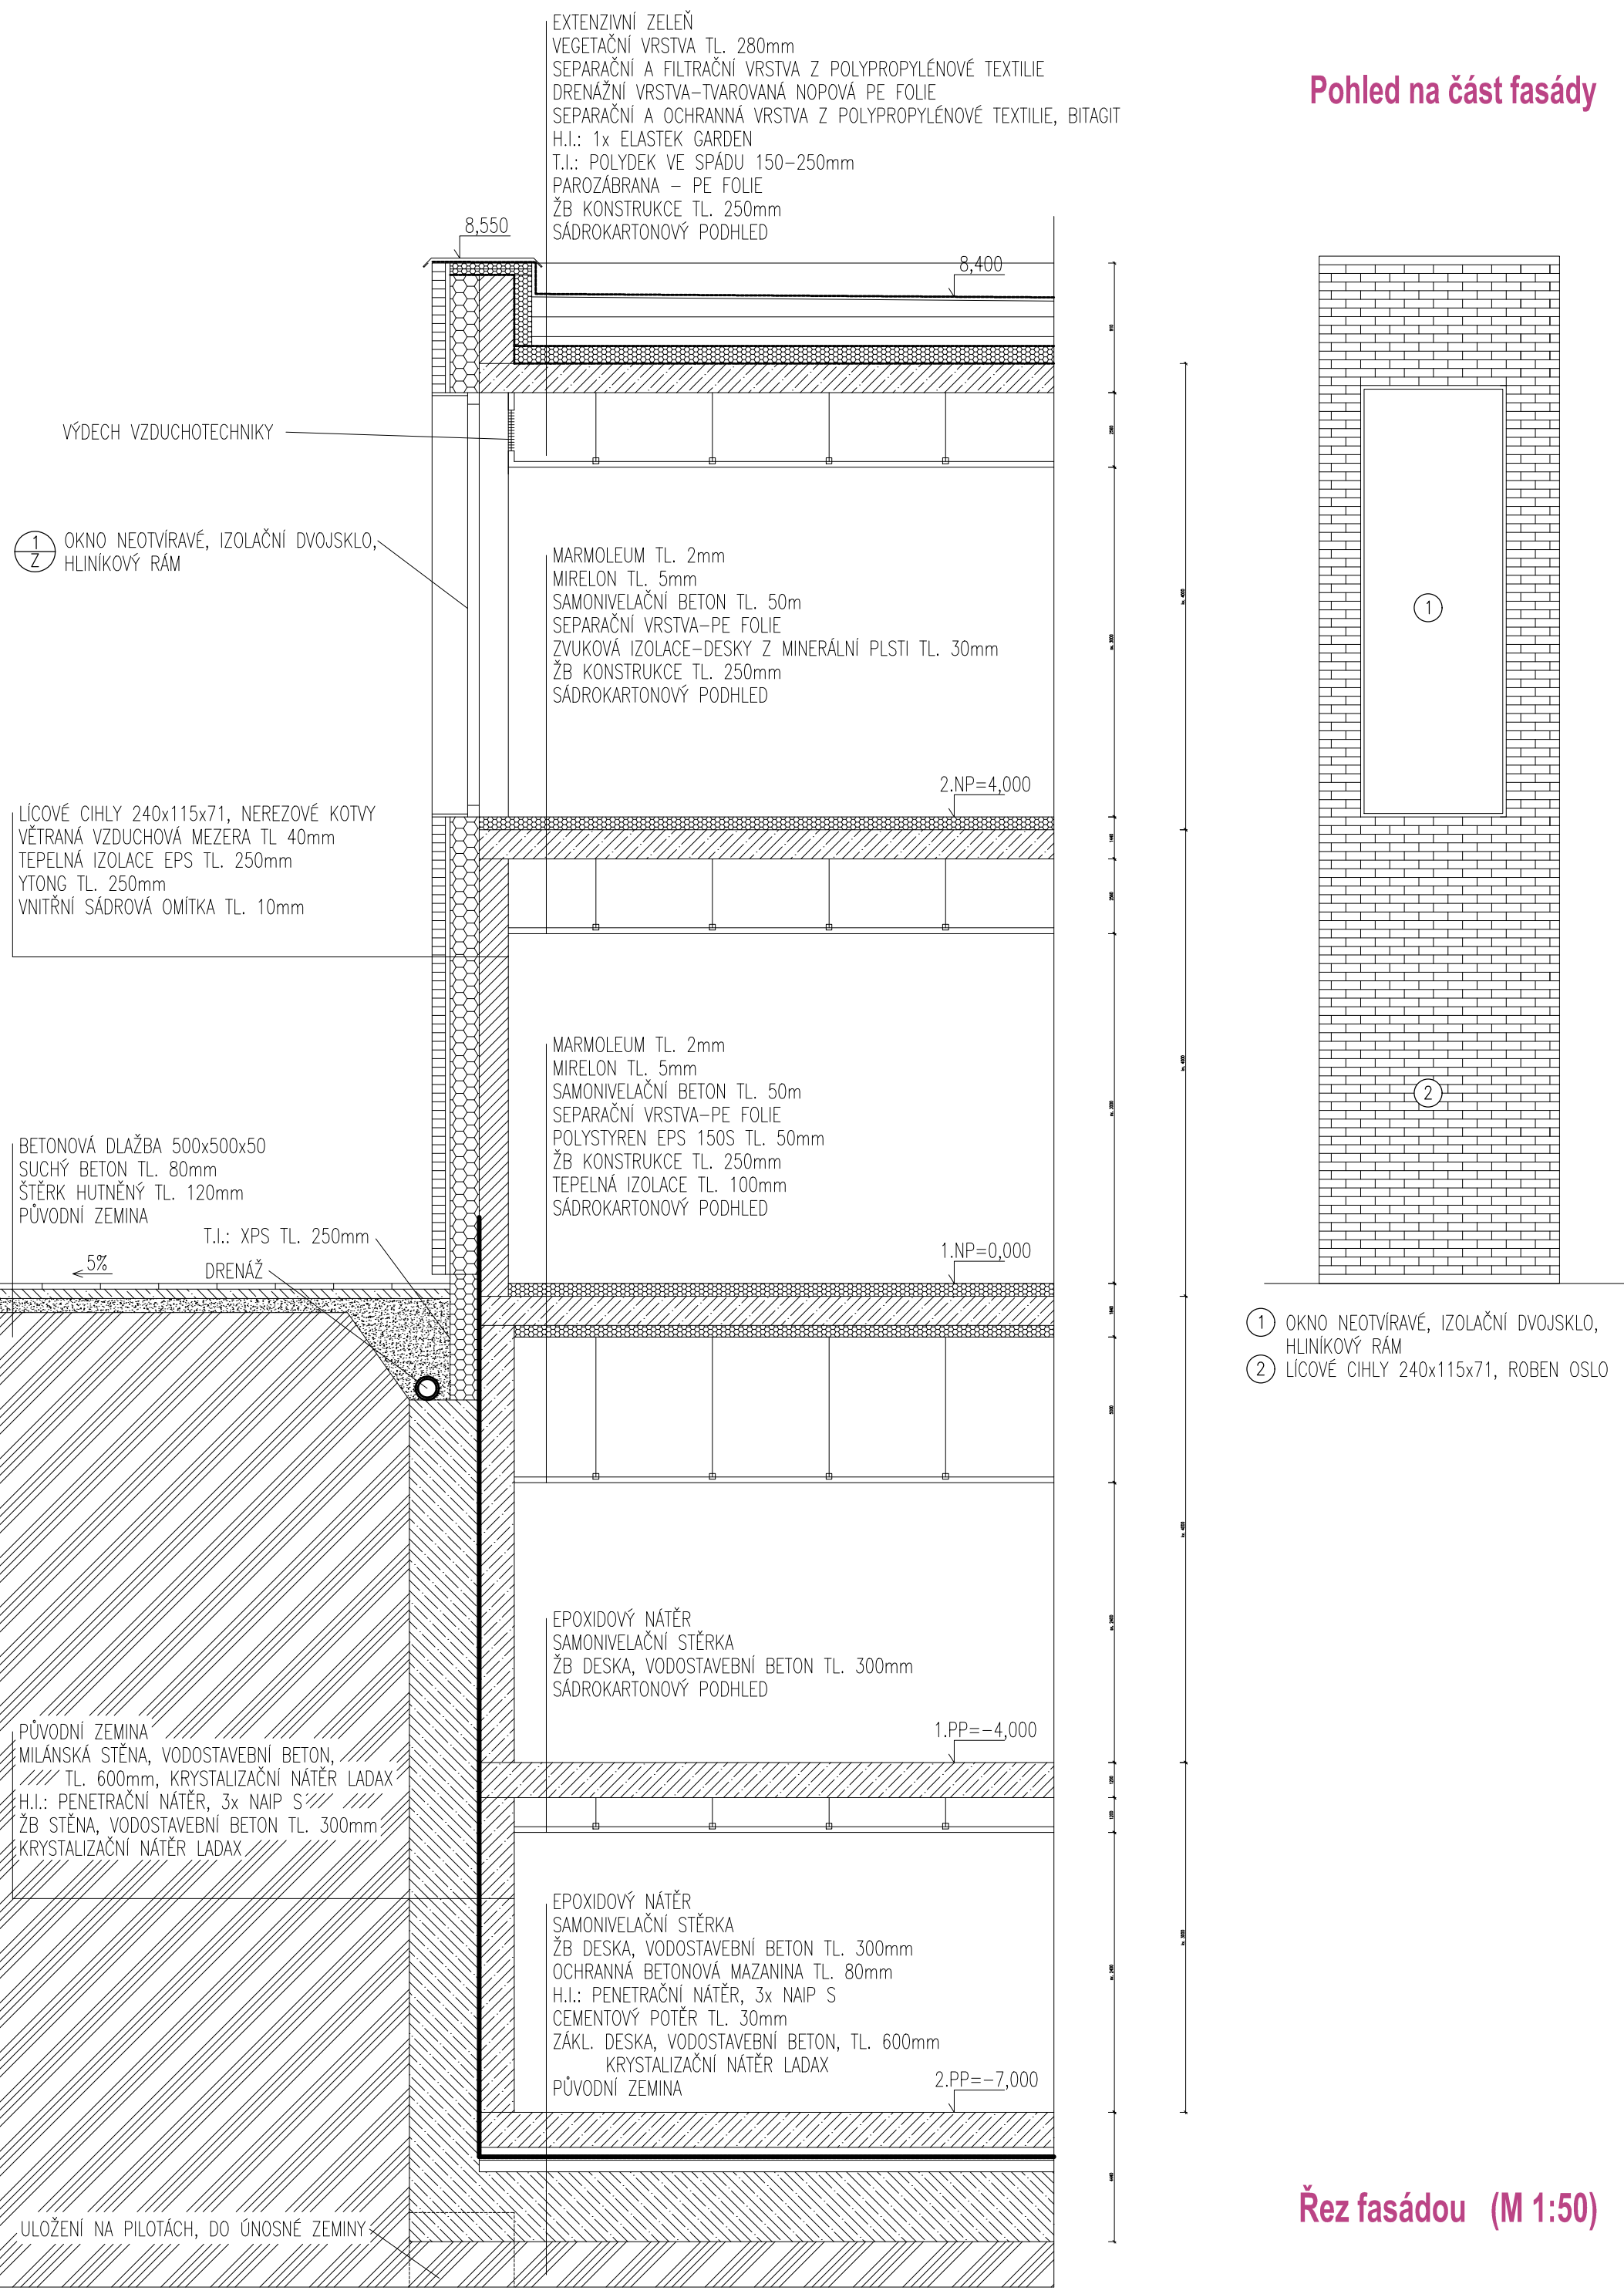 EXTENZIVNÍ ZELEŇ
VEGETAČNÍ VRSTVA TL. 280mm
SEPARAČNÍ A FILTRAČNÍ VRSTVA Z POLYPROPYLÉNOVÉ TEXTILIE
DRENÁŽNÍ VRSTVA-TVAROVANÁ NOPOVÁ PE FOLIE
SEPARAČNÍ A OCHRANNÁ VRSTVA Z POLYPROPYLÉNOVÉ TEXTILIE, BITAGIT
H.I.: 1x ELASTEK GARDEN
T.I.: POLYDEK VE SPÁDU 150-250mm
PAROZÁBRANA - PE FOLIE
ŽB KONSTRUKCE TL. 250mm
SÁDROKARTONOVÝ PODHLED
Pohled na část fasády
8,550
8,400
VÝDECH VZDUCHOTECHNIKY
1
Z
OKNO NEOTVÍRAVÉ, IZOLAČNÍ DVOJSKLO,
HLINÍKOVÝ RÁM
MARMOLEUM TL. 2mm
MIRELON TL. 5mm
SAMONIVELAČNÍ BETON TL. 50m
SEPARAČNÍ VRSTVA-PE FOLIE
ZVUKOVÁ IZOLACE-DESKY Z MINERÁLNÍ PLSTI TL. 30mm
ŽB KONSTRUKCE TL. 250mm
SÁDROKARTONOVÝ PODHLED
1
2.NP=4,000
LÍCOVÉ CIHLY 240x115x71, NEREZOVÉ KOTVY
VĚTRANÁ VZDUCHOVÁ MEZERA TL 40mm
TEPELNÁ IZOLACE EPS TL. 250mm
YTONG TL. 250mm
VNITŘNÍ SÁDROVÁ OMÍTKA TL. 10mm
MARMOLEUM TL. 2mm
MIRELON TL. 5mm
SAMONIVELAČNÍ BETON TL. 50m
SEPARAČNÍ VRSTVA-PE FOLIE
POLYSTYREN EPS 150S TL. 50mm
ŽB KONSTRUKCE TL. 250mm
TEPELNÁ IZOLACE TL. 100mm
SÁDROKARTONOVÝ PODHLED
2
BETONOVÁ DLAŽBA 500x500x50
SUCHÝ BETON TL. 80mm
ŠTĚRK HUTNĚNÝ TL. 120mm
PŮVODNÍ ZEMINA
T.I.: XPS TL. 250mm
5%
DRENÁŽ
1.NP=0,000
1 OKNO NEOTVÍRAVÉ, IZOLAČNÍ DVOJSKLO,
HLINÍKOVÝ RÁM
2 LÍCOVÉ CIHLY 240x115x71, ROBEN OSLO
EPOXIDOVÝ NÁTĚR
SAMONIVELAČNÍ STĚRKA
ŽB DESKA, VODOSTAVEBNÍ BETON TL. 300mm
SÁDROKARTONOVÝ PODHLED
1.PP=-4,000
PŮVODNÍ ZEMINA
MILÁNSKÁ STĚNA, VODOSTAVEBNÍ BETON,
TL. 600mm, KRYSTALIZAČNÍ NÁTĚR LADAX
H.I.: PENETRAČNÍ NÁTĚR, 3x NAIP S
ŽB STĚNA, VODOSTAVEBNÍ BETON TL. 300mm
KRYSTALIZAČNÍ NÁTĚR LADAX
EPOXIDOVÝ NÁTĚR
SAMONIVELAČNÍ STĚRKA
ŽB DESKA, VODOSTAVEBNÍ BETON TL. 300mm
OCHRANNÁ BETONOVÁ MAZANINA TL. 80mm
H.I.: PENETRAČNÍ NÁTĚR, 3x NAIP S
CEMENTOVÝ POTĚR TL. 30mm
ZÁKL. DESKA, VODOSTAVEBNÍ BETON, TL. 600mm
KRYSTALIZAČNÍ NÁTĚR LADAX
PŮVODNÍ ZEMINA
2.PP=-7,000
ULOŽENÍ NA PILOTÁCH, DO ÚNOSNÉ ZEMINY
Řez fasádou (M 1:50)